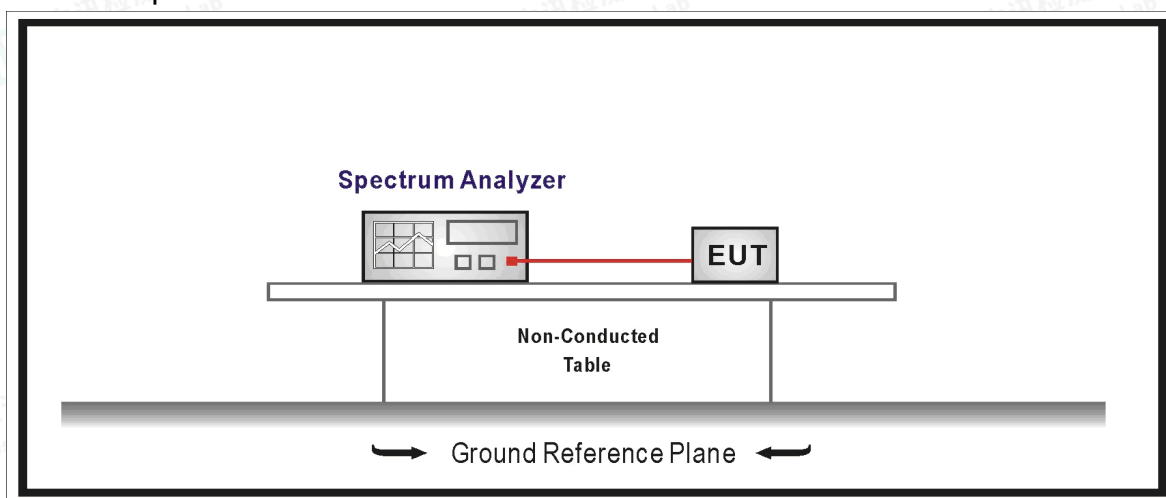 Spectrum Analyzer
EUT
Non-Conducted
Table
Ground Reference Plane